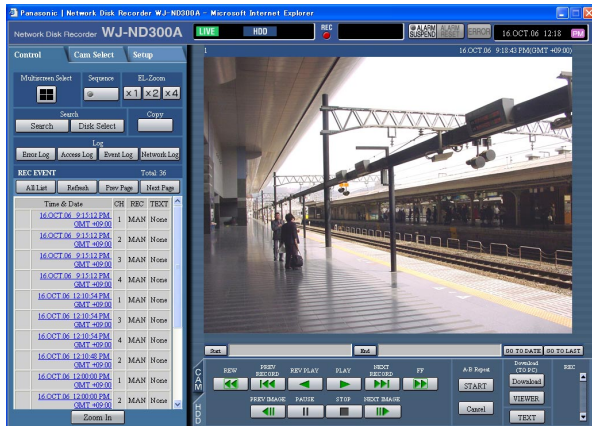 Panasonic | Network Disk Recorder WJ-ND300A - Microsoft Internet Explorer
Network Disk Recorder WJ-ND300A
LIVE HDD REC ALARM SUSPEND ALARM RESET ERROR 16.OCT.06 12:18 PM
Control Cam Select Setup
1 16.OCT.06 9:18:43 PM(GMT +09:00)
Multiscreen Select Sequence EL-Zoom
x1 x2 x4
Search Copy
Search Disk Select
Log
Error Log Access Log Event Log Network Log
REC EVENT Total: 36
All List Refresh Prev Page Next Page
Time & Date CH REC TEXT
16.OCT.06 9:15:12 PM GMT +09:00 1 MAN None
16.OCT.06 9:15:12 PM GMT +09:00 2 MAN None
16.OCT.06 9:15:12 PM GMT +09:00 3 MAN None
16.OCT.06 9:15:12 PM GMT +09:00 4 MAN None
16.OCT.06 12:10:54 PM GMT +09:00 1 MAN None
16.OCT.06 12:10:54 PM GMT +09:00 3 MAN None
16.OCT.06 12:10:54 PM GMT +09:00 4 MAN None
16.OCT.06 12:10:48 PM GMT +09:00 2 MAN None
16.OCT.06 12:00:00 PM GMT +09:00 1 MAN None
16.OCT.06 12:00:00 PM GMT +09:00 2 MAN None
Zoom In
Start End GO TO DATE GO TO LAST
CAM
HDD
REW PREV RECORD REV PLAY PLAY NEXT RECORD FF
PREV IMAGE PAUSE STOP NEXT IMAGE
A-B Repeat
START
Cancel
Download (TO PC)
Download
VIEWER
TEXT
REC